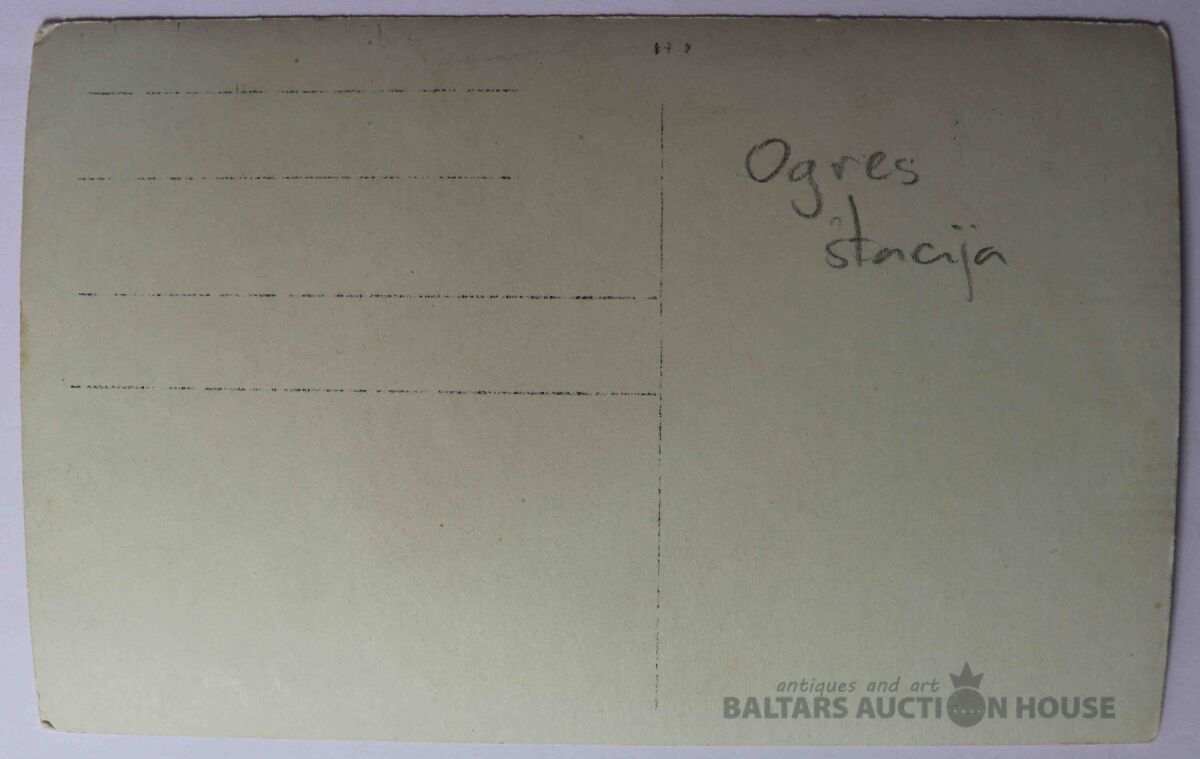 Ogres
stacija
antiques and art
BALTARS AUCTION HOUSE